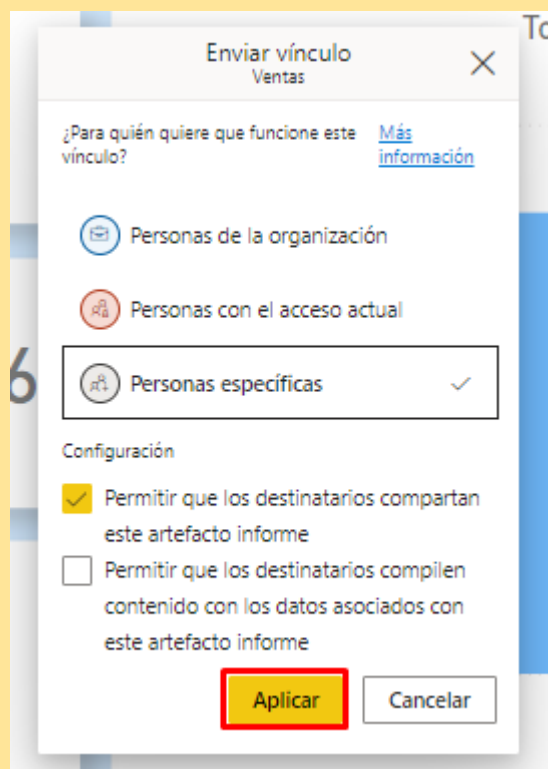 To
Enviar vínculo
Ventas
¿Para quién quiere que funcione este
vínculo?
Más
información
Personas de la organización
Personas con el acceso actual
6
Personas específicas
Configuración
Permitir que los destinatarios compartan
este artefacto informe
Permitir que los destinatarios compilen
contenido con los datos asociados con
este artefacto informe
Aplicar
Cancelar